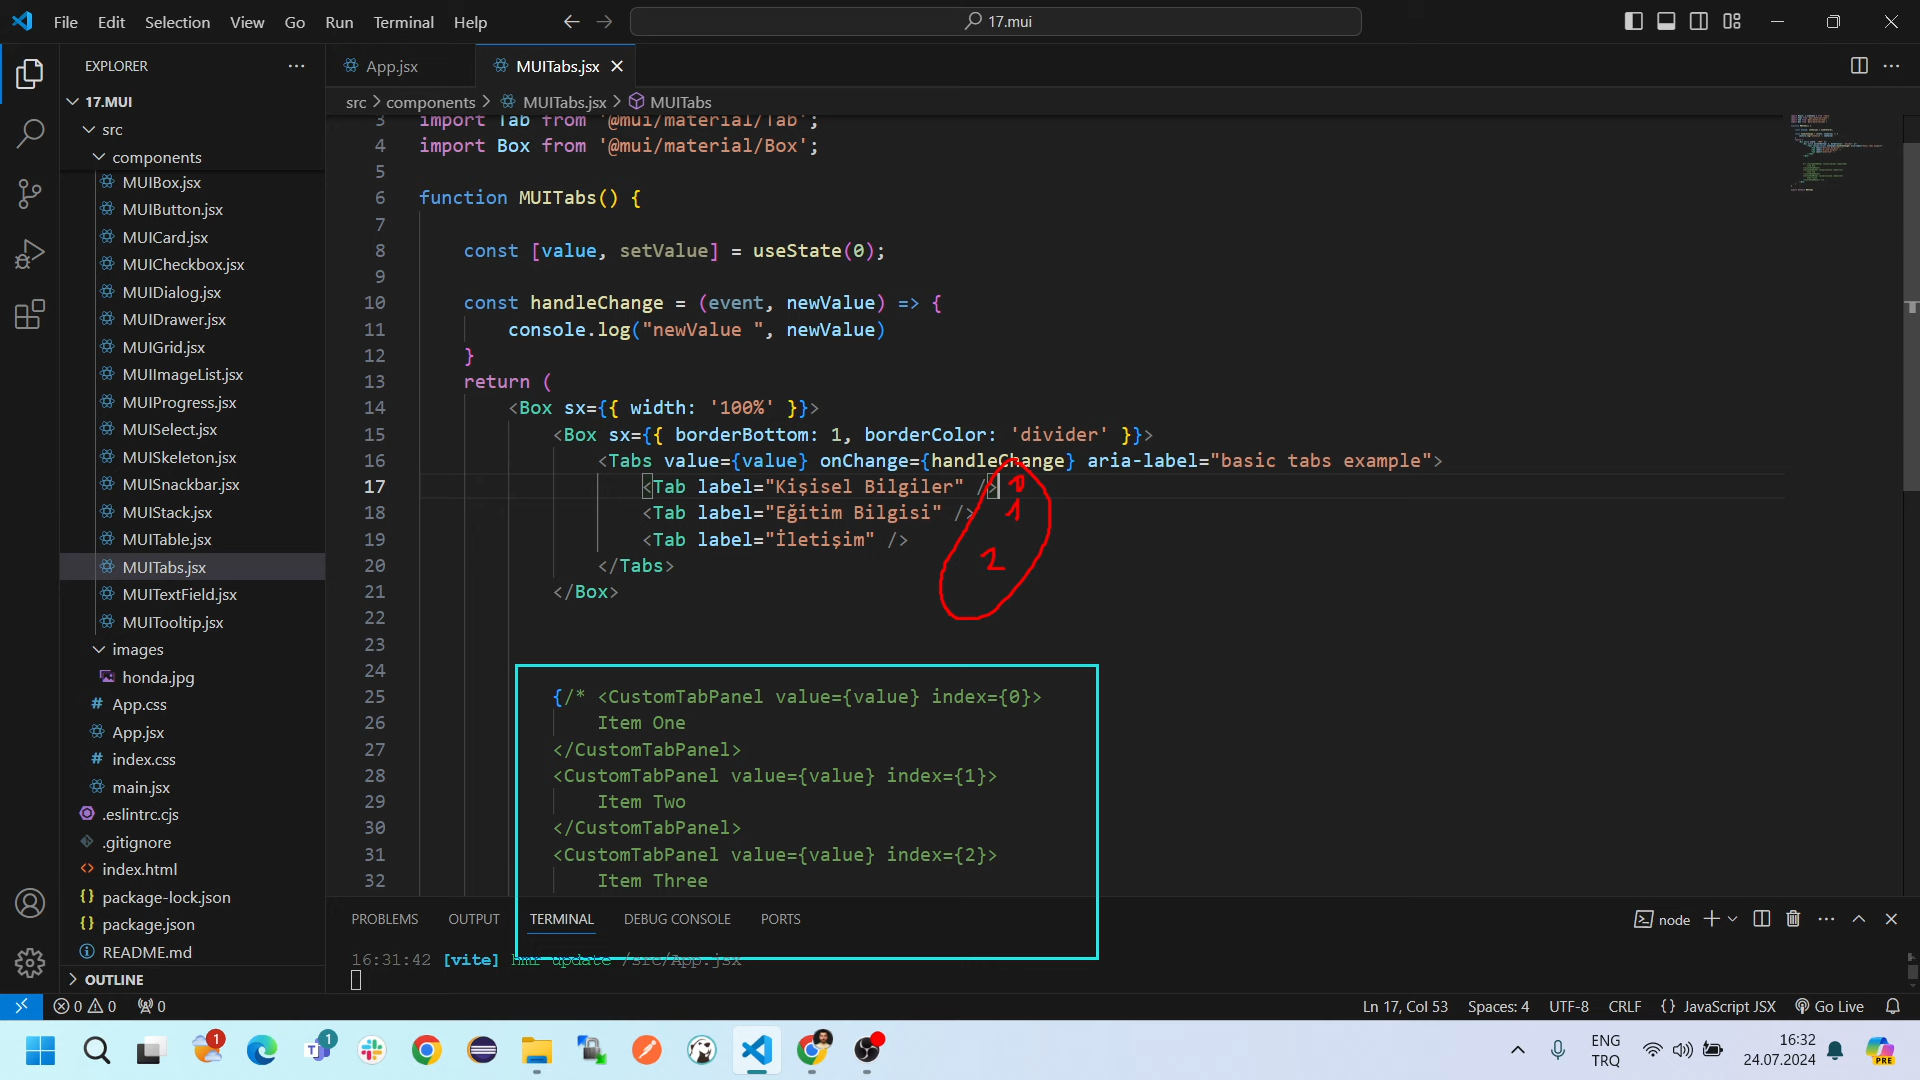 File Edit Selection View Go Run Terminal Help
17.mui
EXPLORER
17.MUI
src
components
MUIBox.jsx
MUIButton.jsx
MUICard.jsx
MUICheckbox.jsx
MUIDialog.jsx
MUIDrawer.jsx
MUIGrid.jsx
MUIImageList.jsx
MUIProgress.jsx
MUISelect.jsx
MUISkeleton.jsx
MUISnackbar.jsx
MUIStack.jsx
MUITable.jsx
MUITabs.jsx
MUITextField.jsx
MUITooltip.jsx
images
honda.jpg
App.css
App.jsx
index.css
main.jsx
.eslintrc.cjs
.gitignore
index.html
package-lock.json
package.json
README.md
OUTLINE
App.jsx MUITabs.jsx
src > components > MUITabs.jsx > MUITabs
3 import Tab from '@mui/material/Tab';
4 import Box from '@mui/material/Box';
5
6 function MUITabs() {
7
8 const [value, setValue] = useState(0);
9
10 const handleChange = (event, newValue) => {
11 console.log("newValue ", newValue)
12 }
13 return (
14 <Box sx={{ width: '100%' }}>
15 <Box sx={{ borderBottom: 1, borderColor: 'divider' }}>
16 <Tabs value={value} onChange={handleChange} aria-label="basic tabs example">
17 <Tab label="Kişisel Bilgiler" />
18 <Tab label="Eğitim Bilgisi" /> 1
19 <Tab label="İletişim" /> 2
20 </Tabs>
21 </Box>
22
23
24
25 {/* <CustomTabPanel value={value} index={0}>
26 Item One
27 </CustomTabPanel>
28 <CustomTabPanel value={value} index={1}>
29 Item Two
30 </CustomTabPanel>
31 <CustomTabPanel value={value} index={2}>
32 Item Three
PROBLEMS OUTPUT TERMINAL DEBUG CONSOLE PORTS
node
16:31:42 [vite] hmr update /src/App.jsx
0 0 0
Ln 17, Col 53 Spaces: 4 UTF-8 CRLF {} JavaScript JSX Go Live
1 1
ENG
TRQ
16:32
24.07.2024
PRE